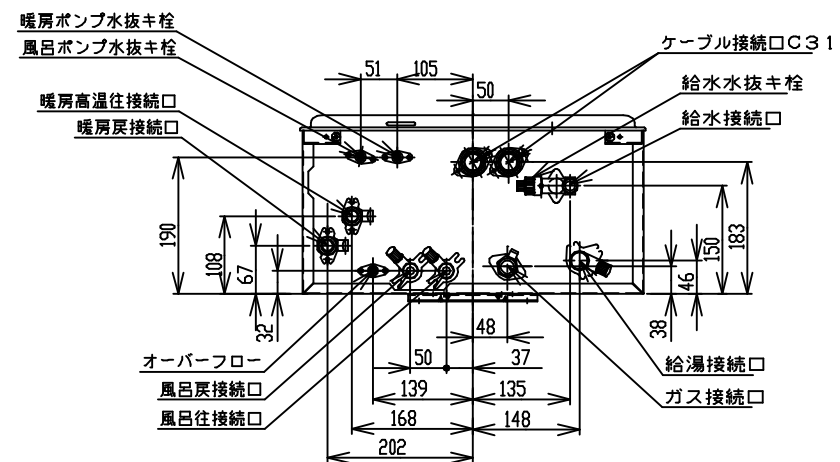 暖房ポンプ水抜キ栓
風呂ポンプ水抜キ栓
暖房高温往接続口
暖房戻接続口
51
105
50
ケーブル接続口C31
給水水抜キ栓
給水接続口
190
108
67
32
183
150
46
38
48
50
37
139
135
168
148
202
オーバーフロー
風呂戻接続口
風呂往接続口
給湯接続口
ガス接続口